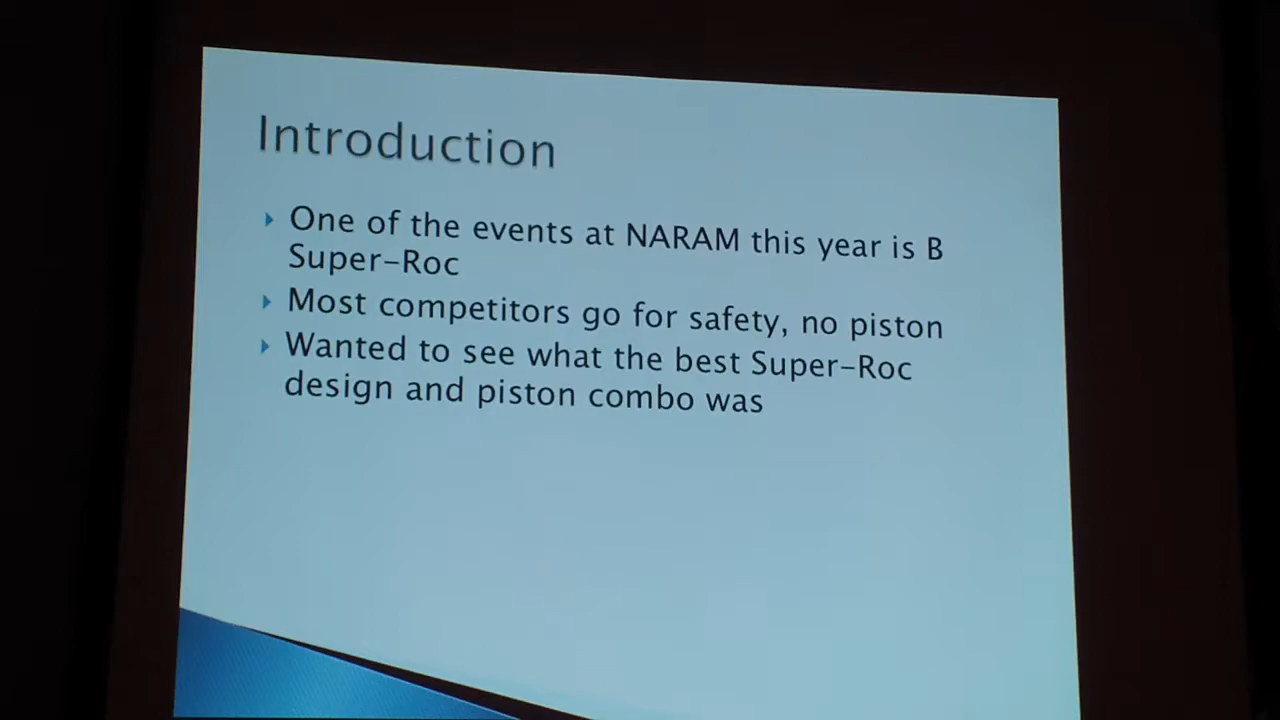 Introduction
One of the events at NARAM this year is B
Super-Roc
Most competitors go for safety, no piston
Wanted to see what the best Super-Roc
design and piston combo was